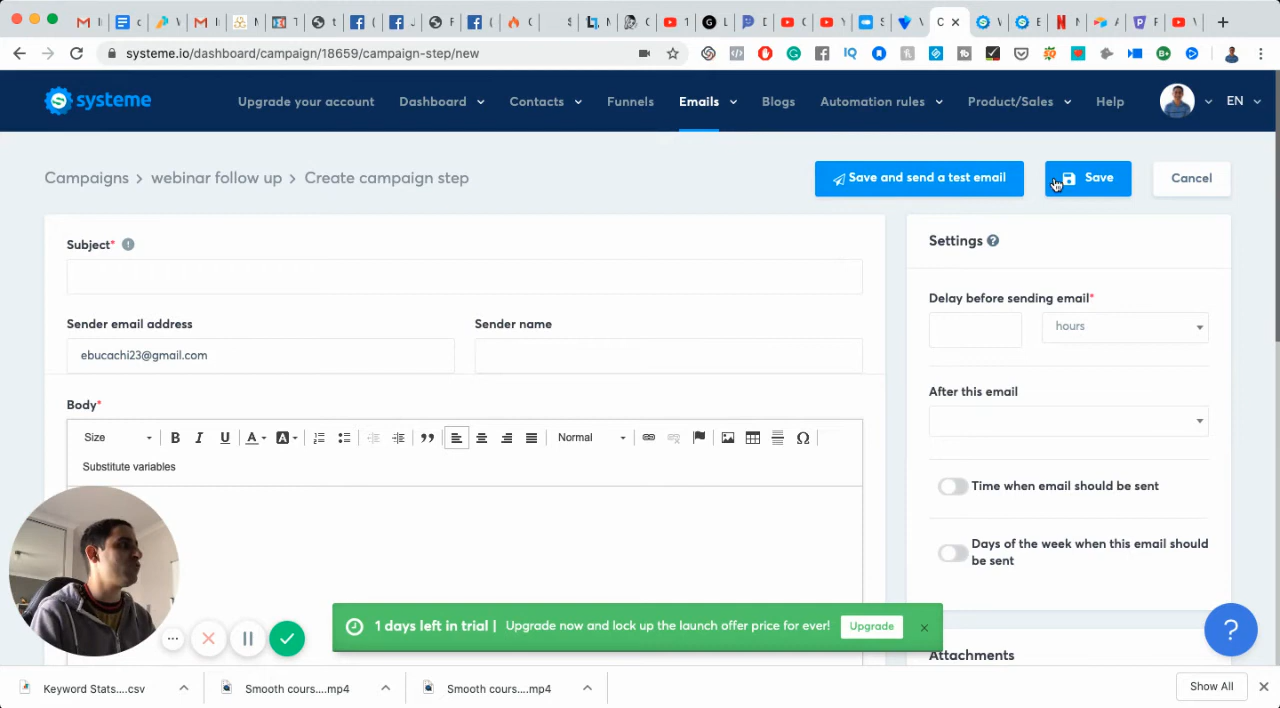 systeme.io/dashboard/campaign/18659/campaign-step/new
systeme
Upgrade your account
Dashboard
Contacts
Funnels
Emails
Blogs
Automation rules
Product/Sales
Help
EN
Campaigns > webinar follow up > Create campaign step
Save and send a test email
Save
Cancel
Subject*
Settings
Delay before sending email*
hours
Sender email address
Sender name
ebucachi23@gmail.com
After this email
Body*
Size
B I U A A
Normal
Substitute variables
Time when email should be sent
Days of the week when this email should
be sent
1 days left in trial | Upgrade now and lock up the launch offer price for ever!
Upgrade
Attachments
Keyword Stats....csv
Smooth cours....mp4
Smooth cours....mp4
Show All